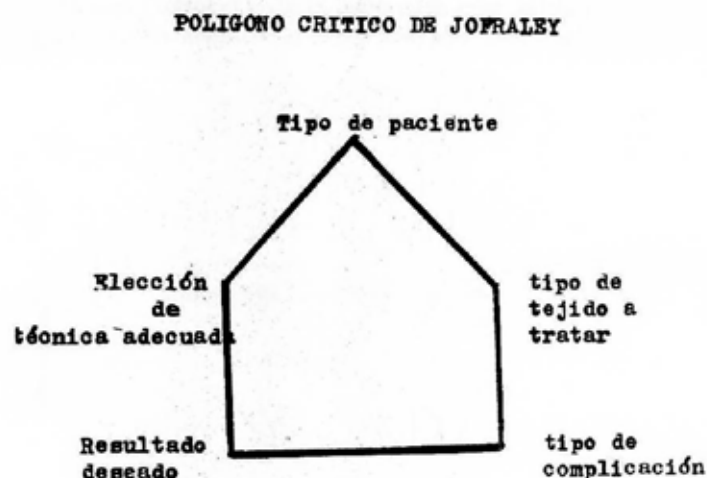 POLIGONO CRITICO DE JOFRALEY
Tipo de paciente
Elección
de
técnica adecuada
tipo de
tejido a
tratar
Resultado
deseado
tipo de
complicación